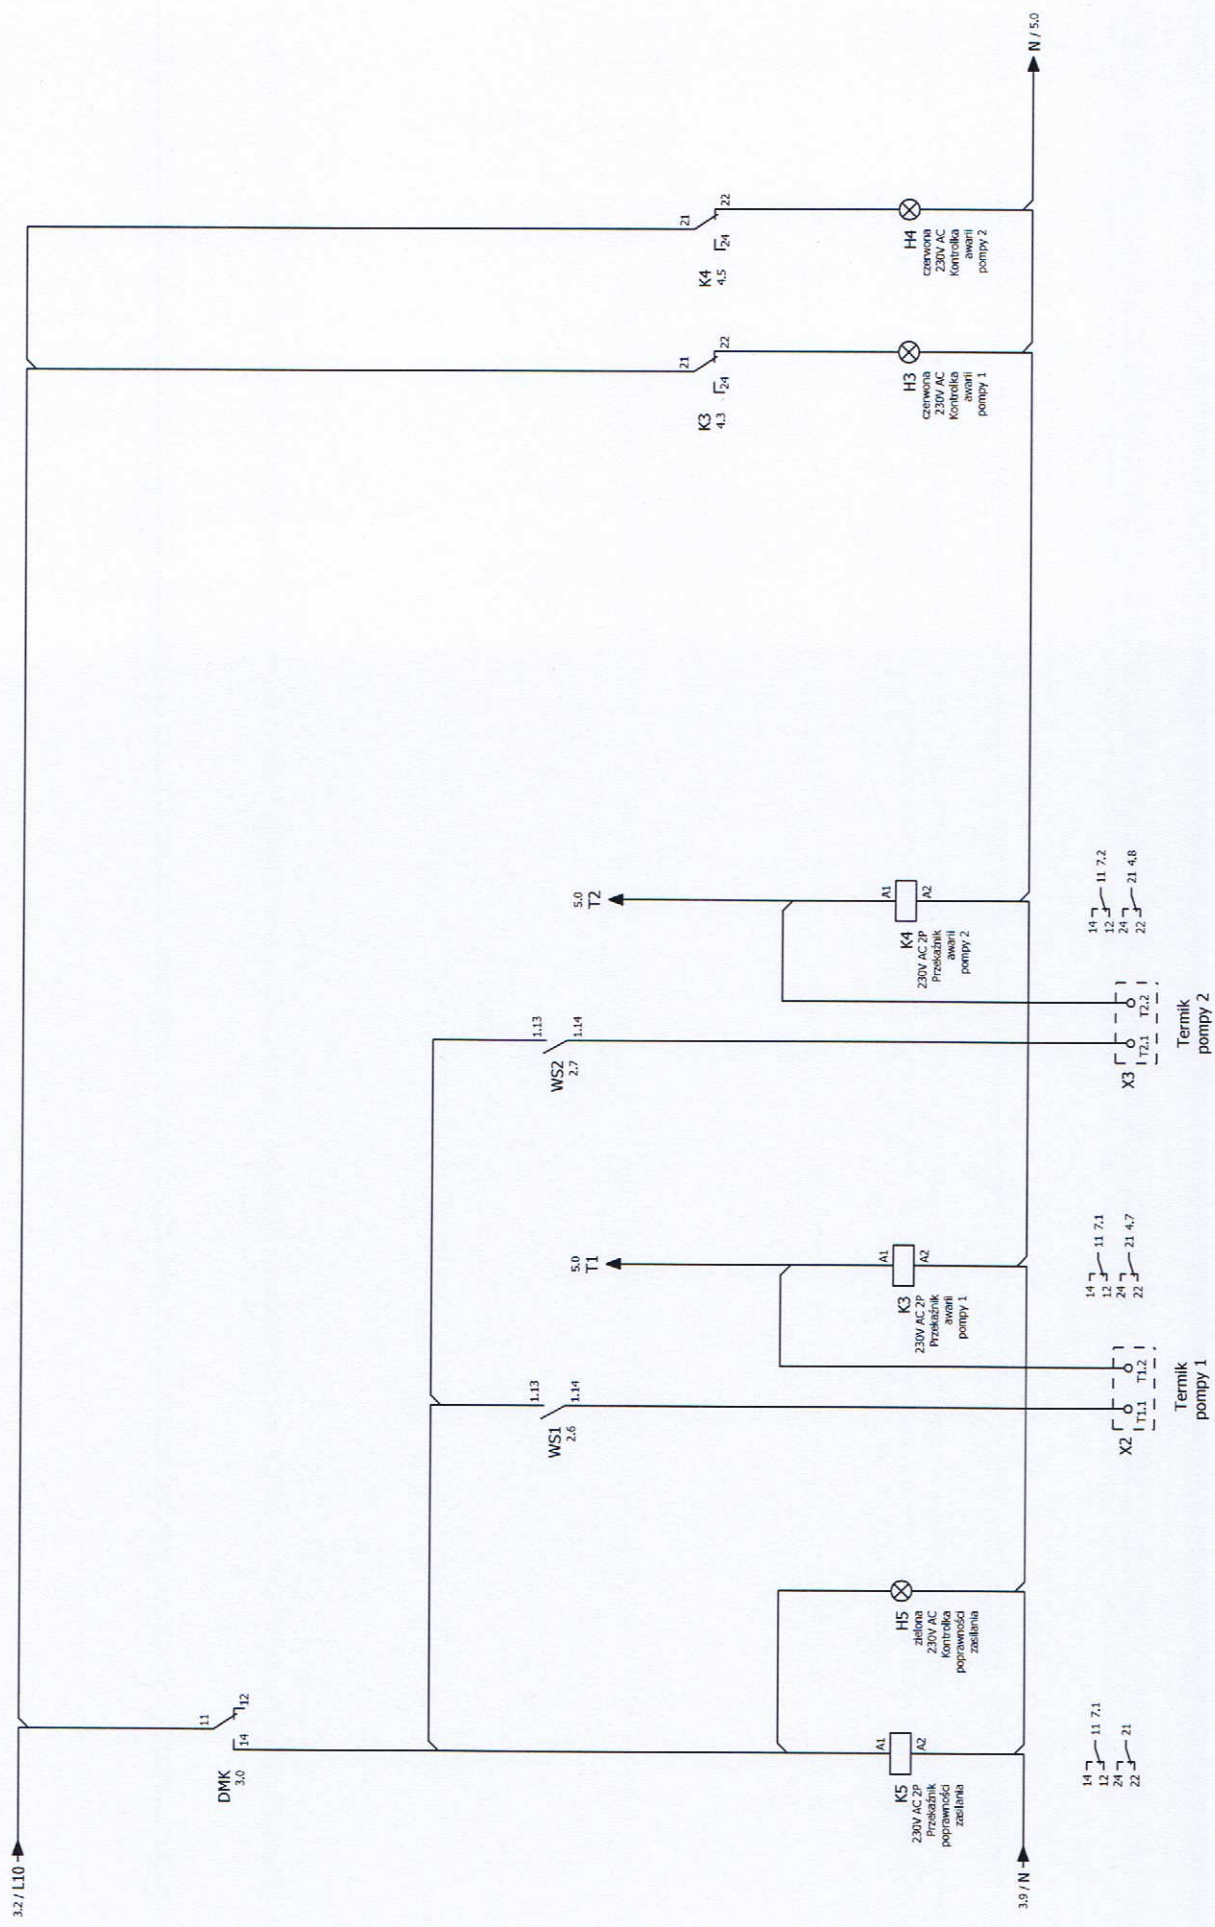 3.2 / L10
11
12
14
DMK
3.0
1.13
1.14
WS1
2.6
1.13
1.14
WS2
2.7
5.0
T1
5.0
T2
21
22
24
K3
4.3
21
22
24
K4
4.5
A1
A2
K5
230V AC 2P
Przekaźnik
poprawności
zasilania
H5
zielona
230V AC
Kontrolka
poprawności
zasilania
A1
A2
K3
230V AC 2P
Przekaźnik
awarii
pompy 1
A1
A2
K4
230V AC 2P
Przekaźnik
awarii
pompy 2
H3
czerwona
230V AC
Kontrolka
awarii
pompy 1
H4
czerwona
230V AC
Kontrolka
awarii
pompy 2
3.9 / N
N / 5.0
14
12 11 7.1
24
22 21
X2
T1.1 T1.2
Termik
pompy 1
14
12 11 7.1
24
22 21 4.7
X3
T2.1 T2.2
Termik
pompy 2
14
12 11 7.2
24
22 21 4.8